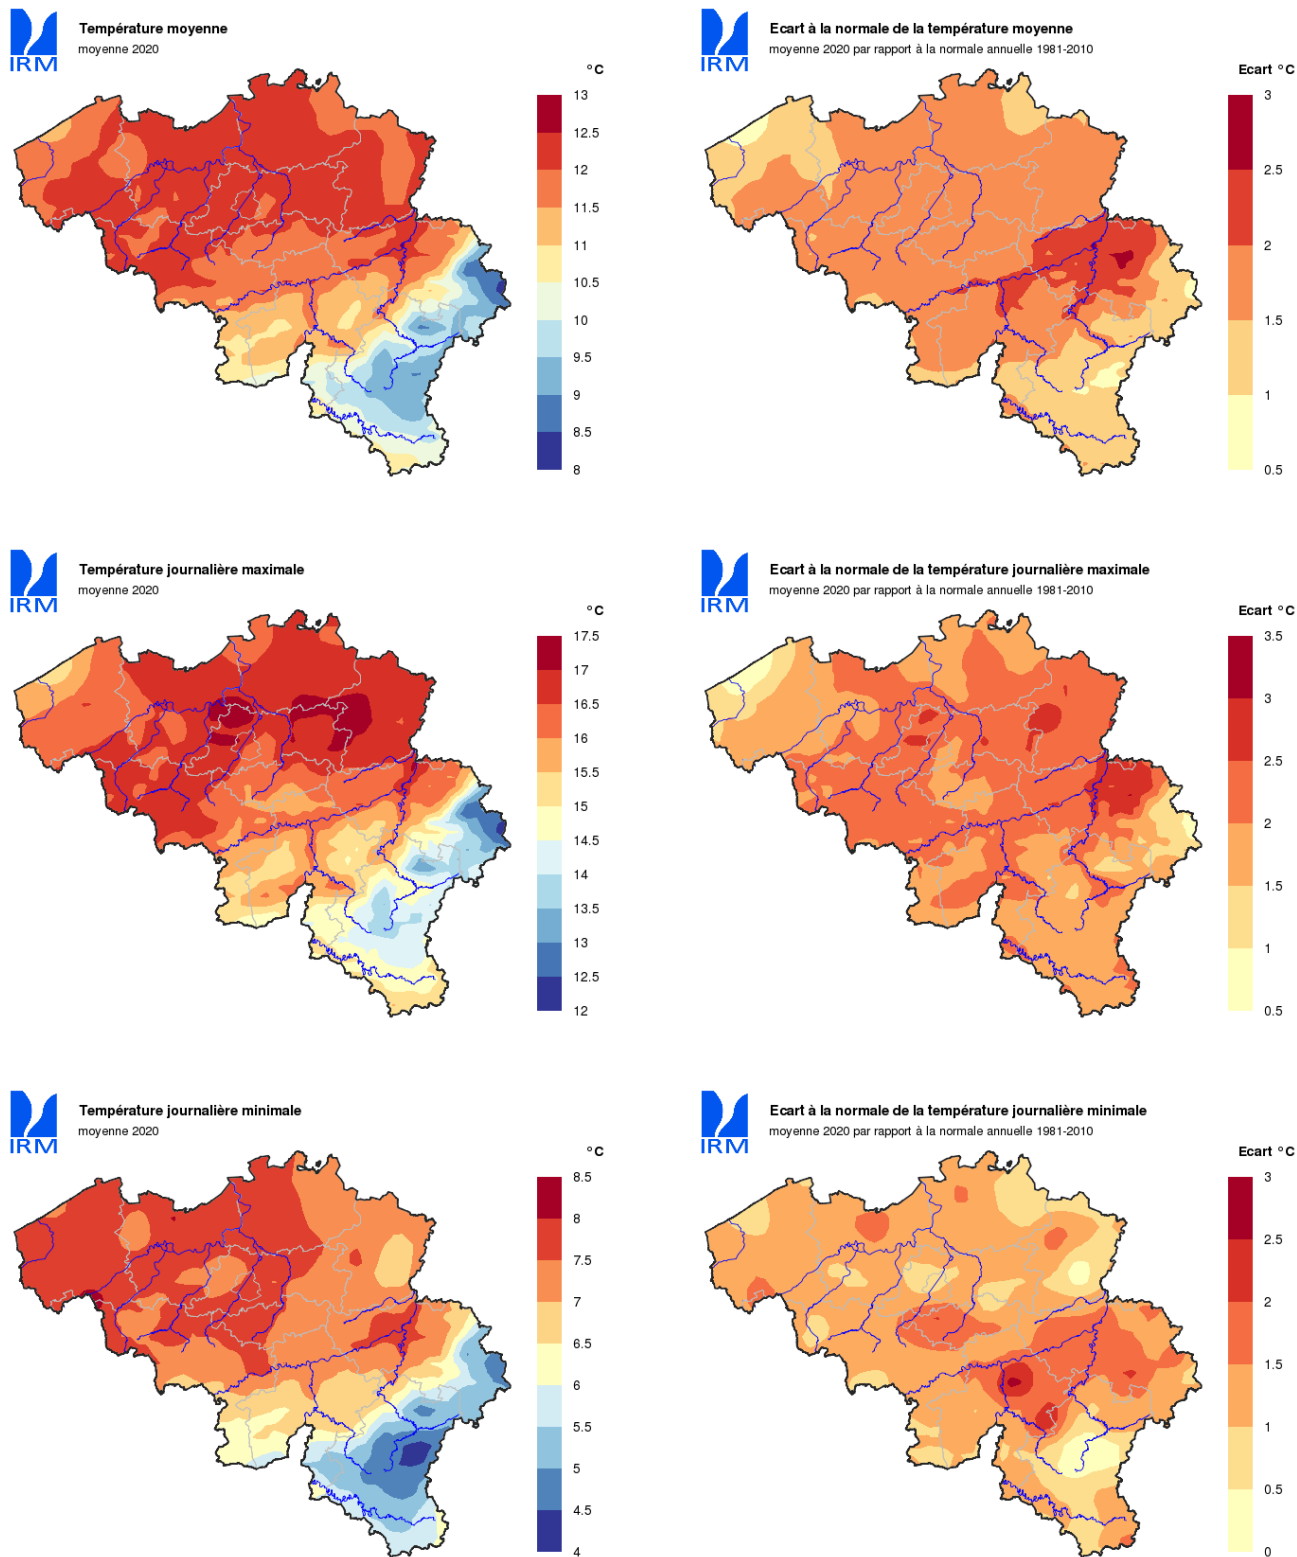 IRM
Température moyenne
moyenne 2020
°C
13
12.5
12
11.5
11
10.5
10
9.5
9
8.5
8
IRM
Ecart à la normale de la température moyenne
moyenne 2020 par rapport à la normale annuelle 1981-2010
Ecart °C
3
2.5
2
1.5
1
0.5
IRM
Température journalière maximale
moyenne 2020
°C
17.5
17
16.5
16
15.5
15
14.5
14
13.5
13
12.5
12
IRM
Ecart à la normale de la température journalière maximale
moyenne 2020 par rapport à la normale annuelle 1981-2010
Ecart °C
3.5
3
2.5
2
1.5
1
0.5
IRM
Température journalière minimale
moyenne 2020
°C
8.5
8
7.5
7
6.5
6
5.5
5
4.5
4
IRM
Ecart à la normale de la température journalière minimale
moyenne 2020 par rapport à la normale annuelle 1981-2010
Ecart °C
3
2.5
2
1.5
1
0.5
0